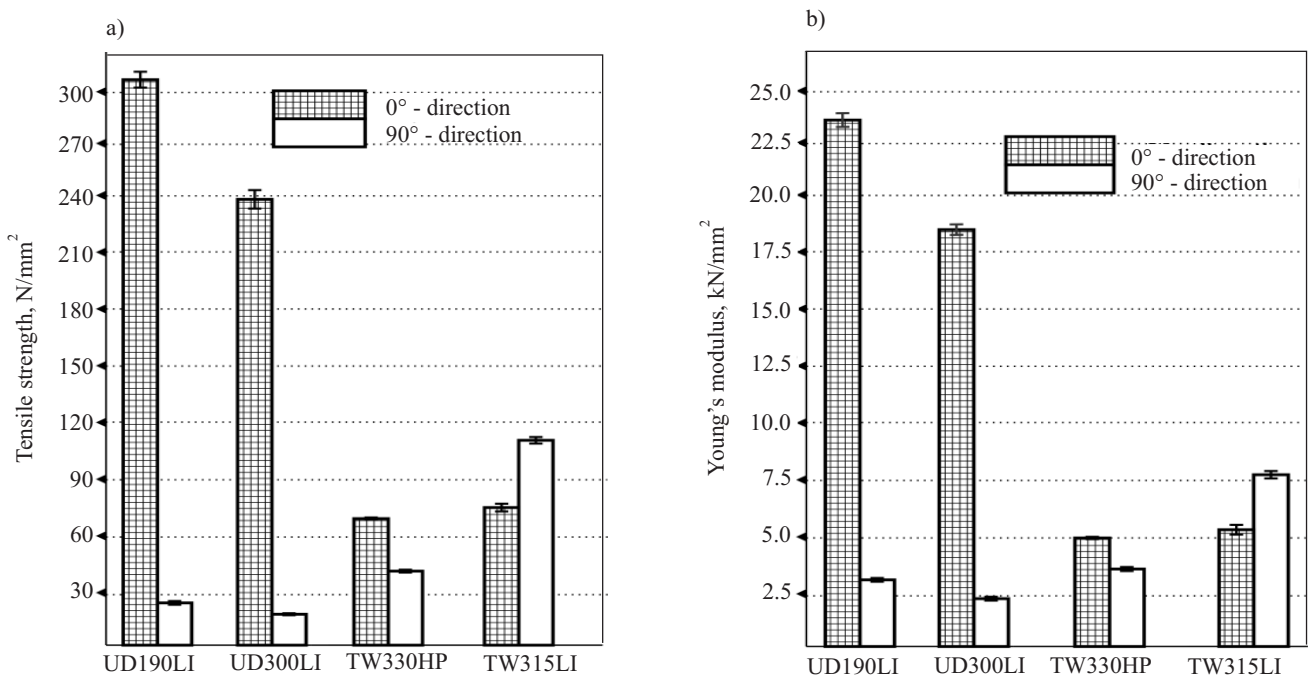 a)
Tensile strength, N/mm²
300
270
240
210
180
150
120
90
60
30
0° - direction
90° - direction
UD190LI UD300LI TW330HP TW315LI
b)
Young's modulus, kN/mm²
25.0
22.5
20.0
17.5
15.0
12.5
10.0
7.5
5.0
2.5
0° - direction
90° - direction
UD190LI UD300LI TW330HP TW315LI